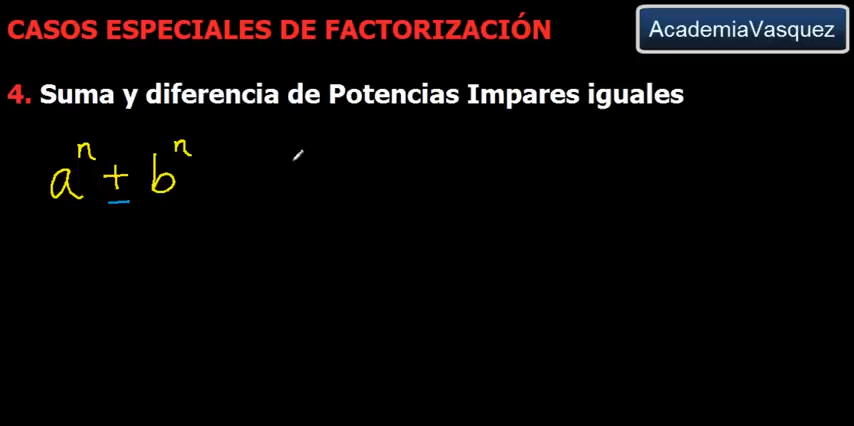 CASOS ESPECIALES DE FACTORIZACIÓN
AcademiaVasquez
4. Suma y diferencia de Potencias Impares iguales
aⁿ ± bⁿ